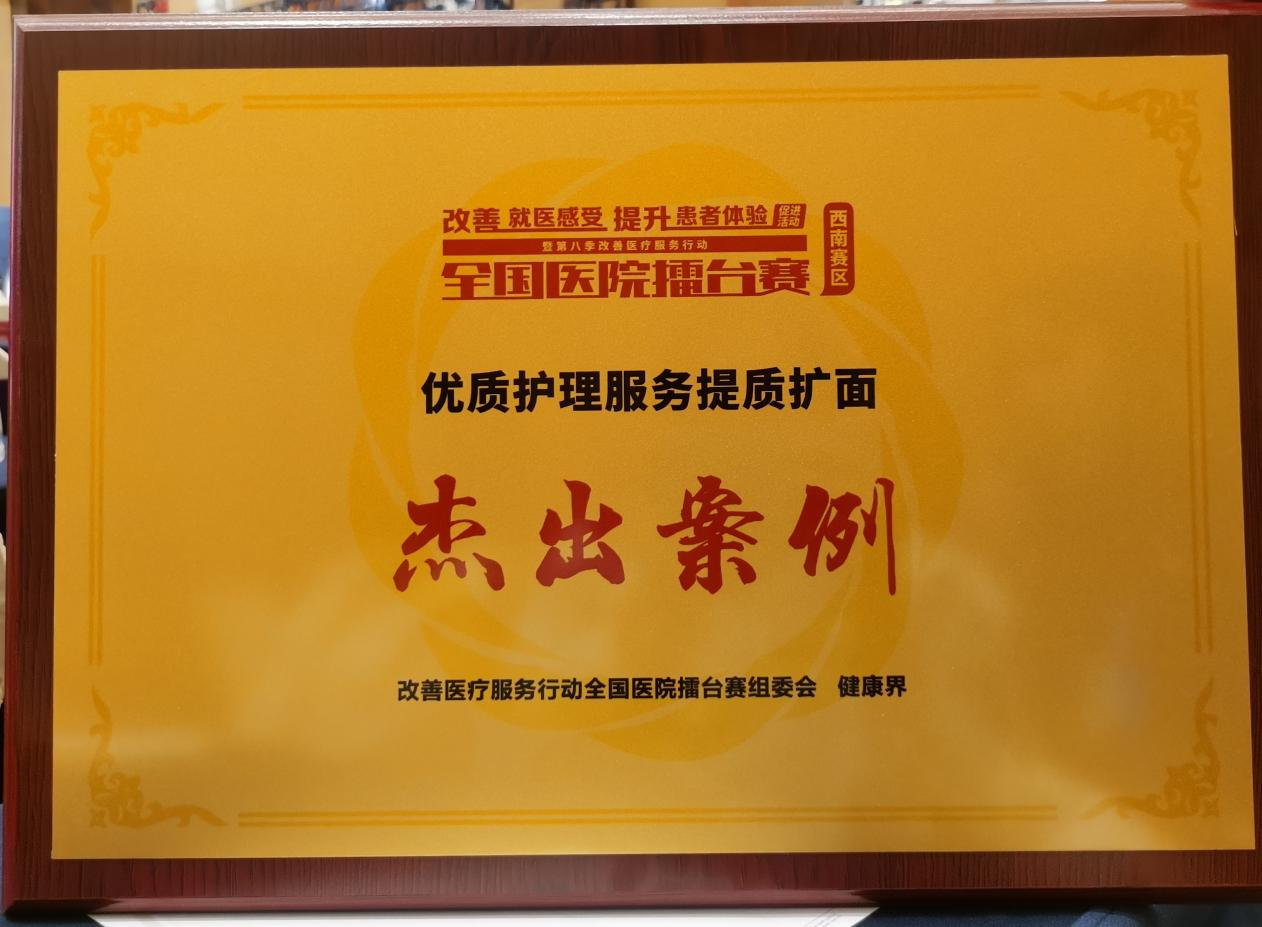 改善 就医感受 提升 患者体验 促进活动
暨第八季改善医疗服务行动
全国医院擂台赛
西南赛区
优质护理服务提质扩面
杰出案例
改善医疗服务行动全国医院擂台赛组委会 健康界